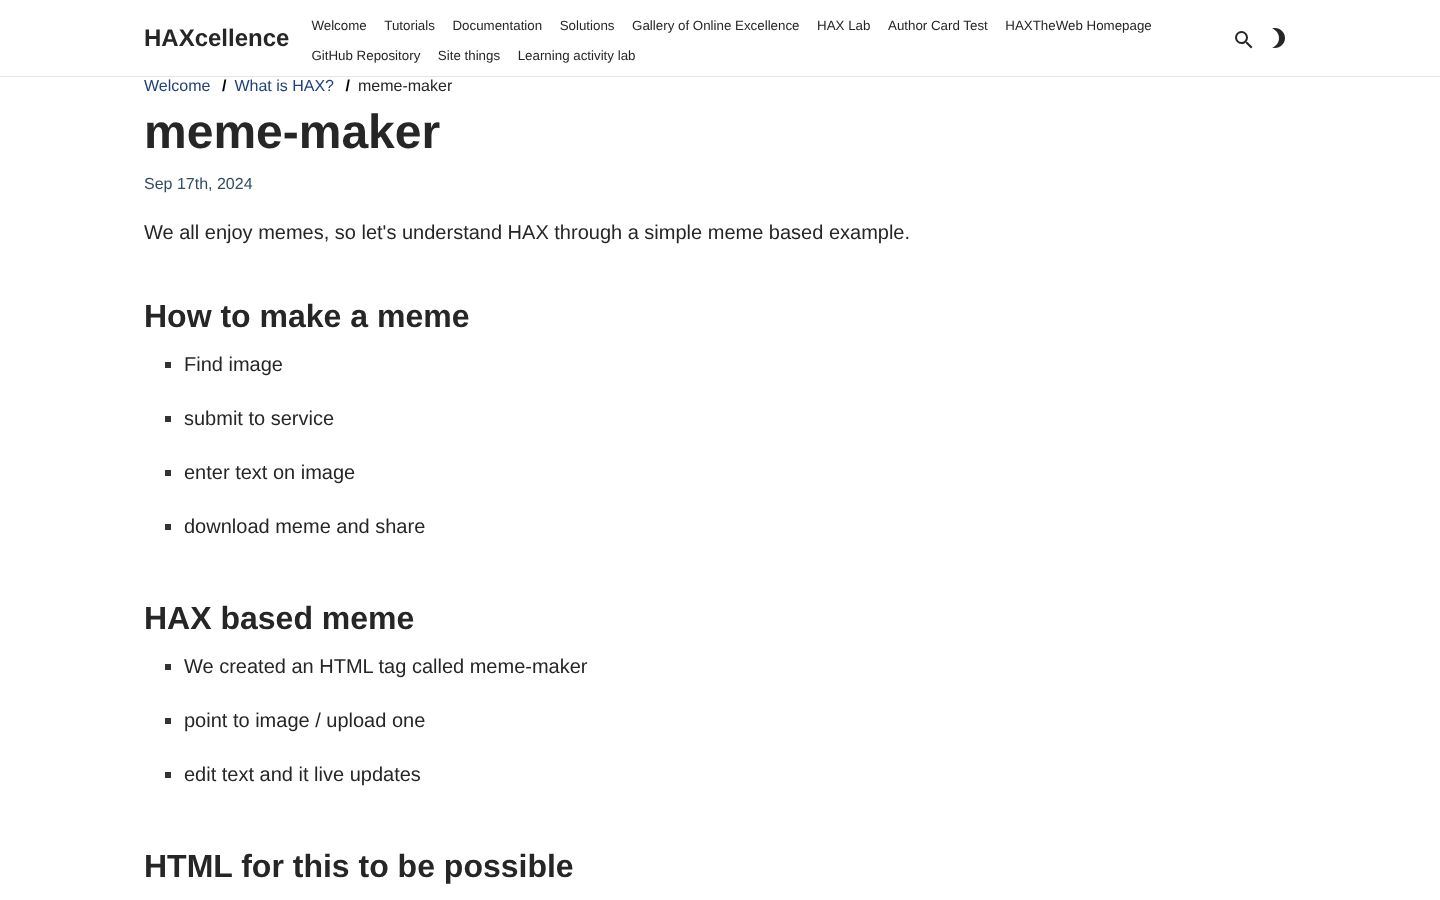 HAXcellence
Welcome Tutorials Documentation Solutions Gallery of Online Excellence HAX Lab Author Card Test HAXTheWeb Homepage
GitHub Repository Site things Learning activity lab
Welcome / What is HAX? / meme-maker
meme-maker
Sep 17th, 2024
We all enjoy memes, so let's understand HAX through a simple meme based example.
How to make a meme
Find image
submit to service
enter text on image
download meme and share
HAX based meme
We created an HTML tag called meme-maker
point to image / upload one
edit text and it live updates
HTML for this to be possible